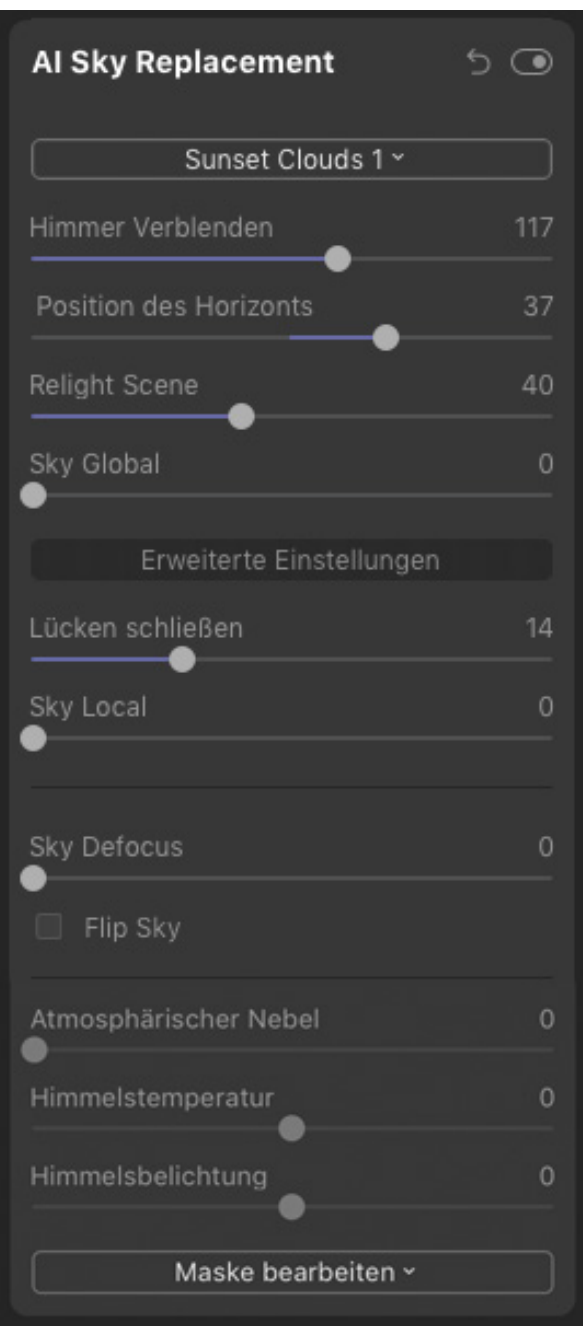 AI Sky Replacement
Sunset Clouds 1
Himmer Verblenden 117
Position des Horizonts 37
Relight Scene 40
Sky Global 0
Erweiterte Einstellungen
Lücken schließen 14
Sky Local 0
Sky Defocus 0
Flip Sky
Atmosphärischer Nebel 0
Himmelstemperatur 0
Himmelsbelichtung 0
Maske bearbeiten